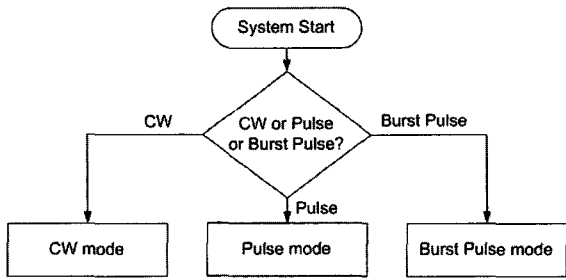 System Start
CW or Pulse
or Burst Pulse?
CW
Burst Pulse
Pulse
CW mode
Pulse mode
Burst Pulse mode